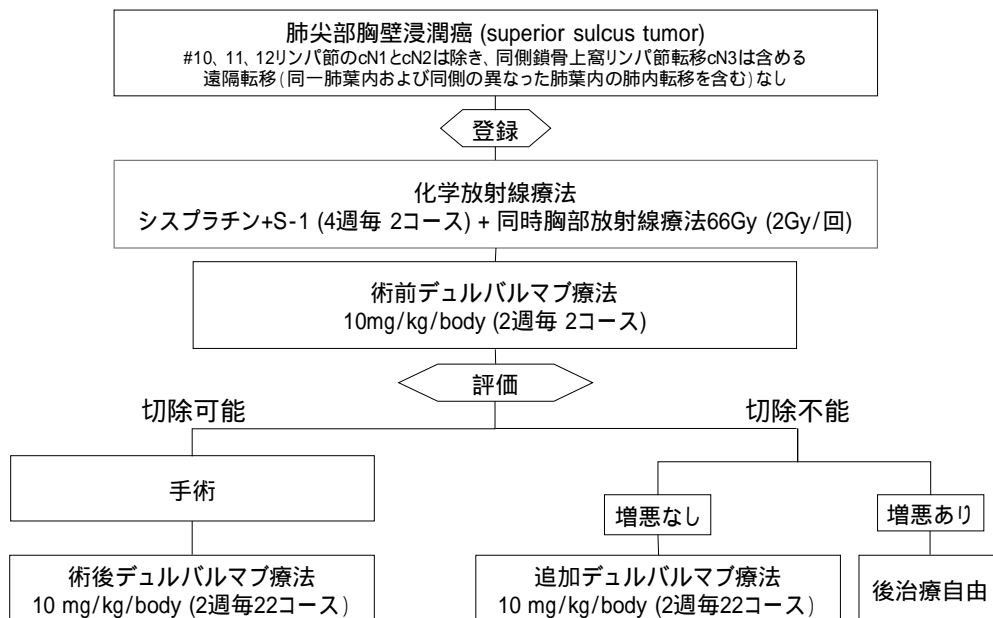 肺尖部胸壁浸潤癌 (superior sulcus tumor)
#10、11、12リンパ節のcN1とcN2は除き、同側鎖骨上窩リンパ節転移cN3は含める
遠隔転移(同一肺葉内および同側の異なった肺葉内の肺内転移を含む)なし
登録
化学放射線療法
シスプラチン+S-1 (4週毎 2コース) + 同時胸部放射線療法66Gy (2Gy/回)
術前デュルバルマブ療法
10mg/kg/body (2週毎 2コース)
評価
切除可能
切除不能
手術
増悪なし
増悪あり
術後デュルバルマブ療法
10 mg/kg/body (2週毎22コース)
追加デュルバルマブ療法
10 mg/kg/body (2週毎22コース)
後治療自由